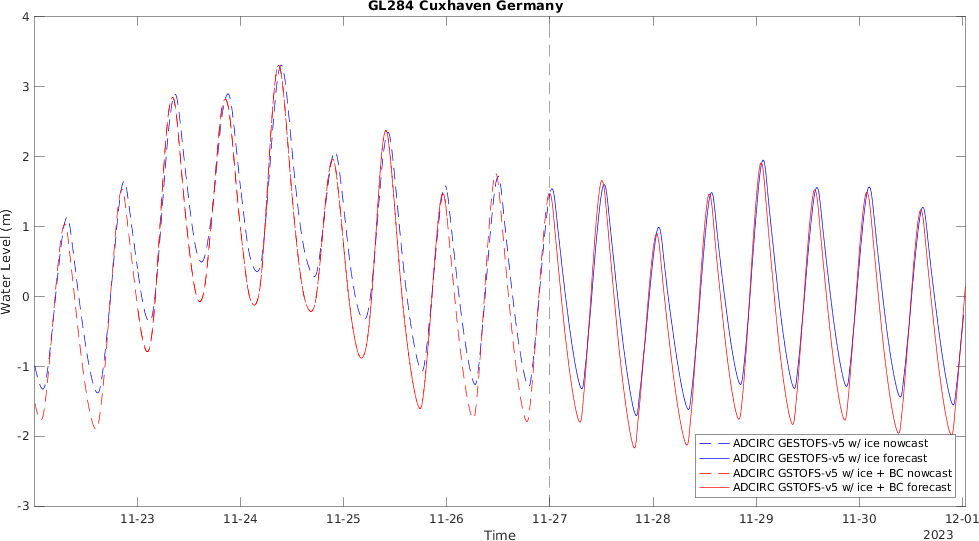 GL284 Cuxhaven Germany
4
3
2
1
0
-1
-2
-3
Water Level (m)
ADCIRC GESTOFS-v5 w/ ice nowcast
ADCIRC GESTOFS-v5 w/ ice forecast
ADCIRC GSTOFS-v5 w/ ice + BC nowcast
ADCIRC GSTOFS-v5 w/ ice + BC forecast
11-23 11-24 11-25 11-26 11-27 11-28 11-29 11-30 12-01
Time
2023